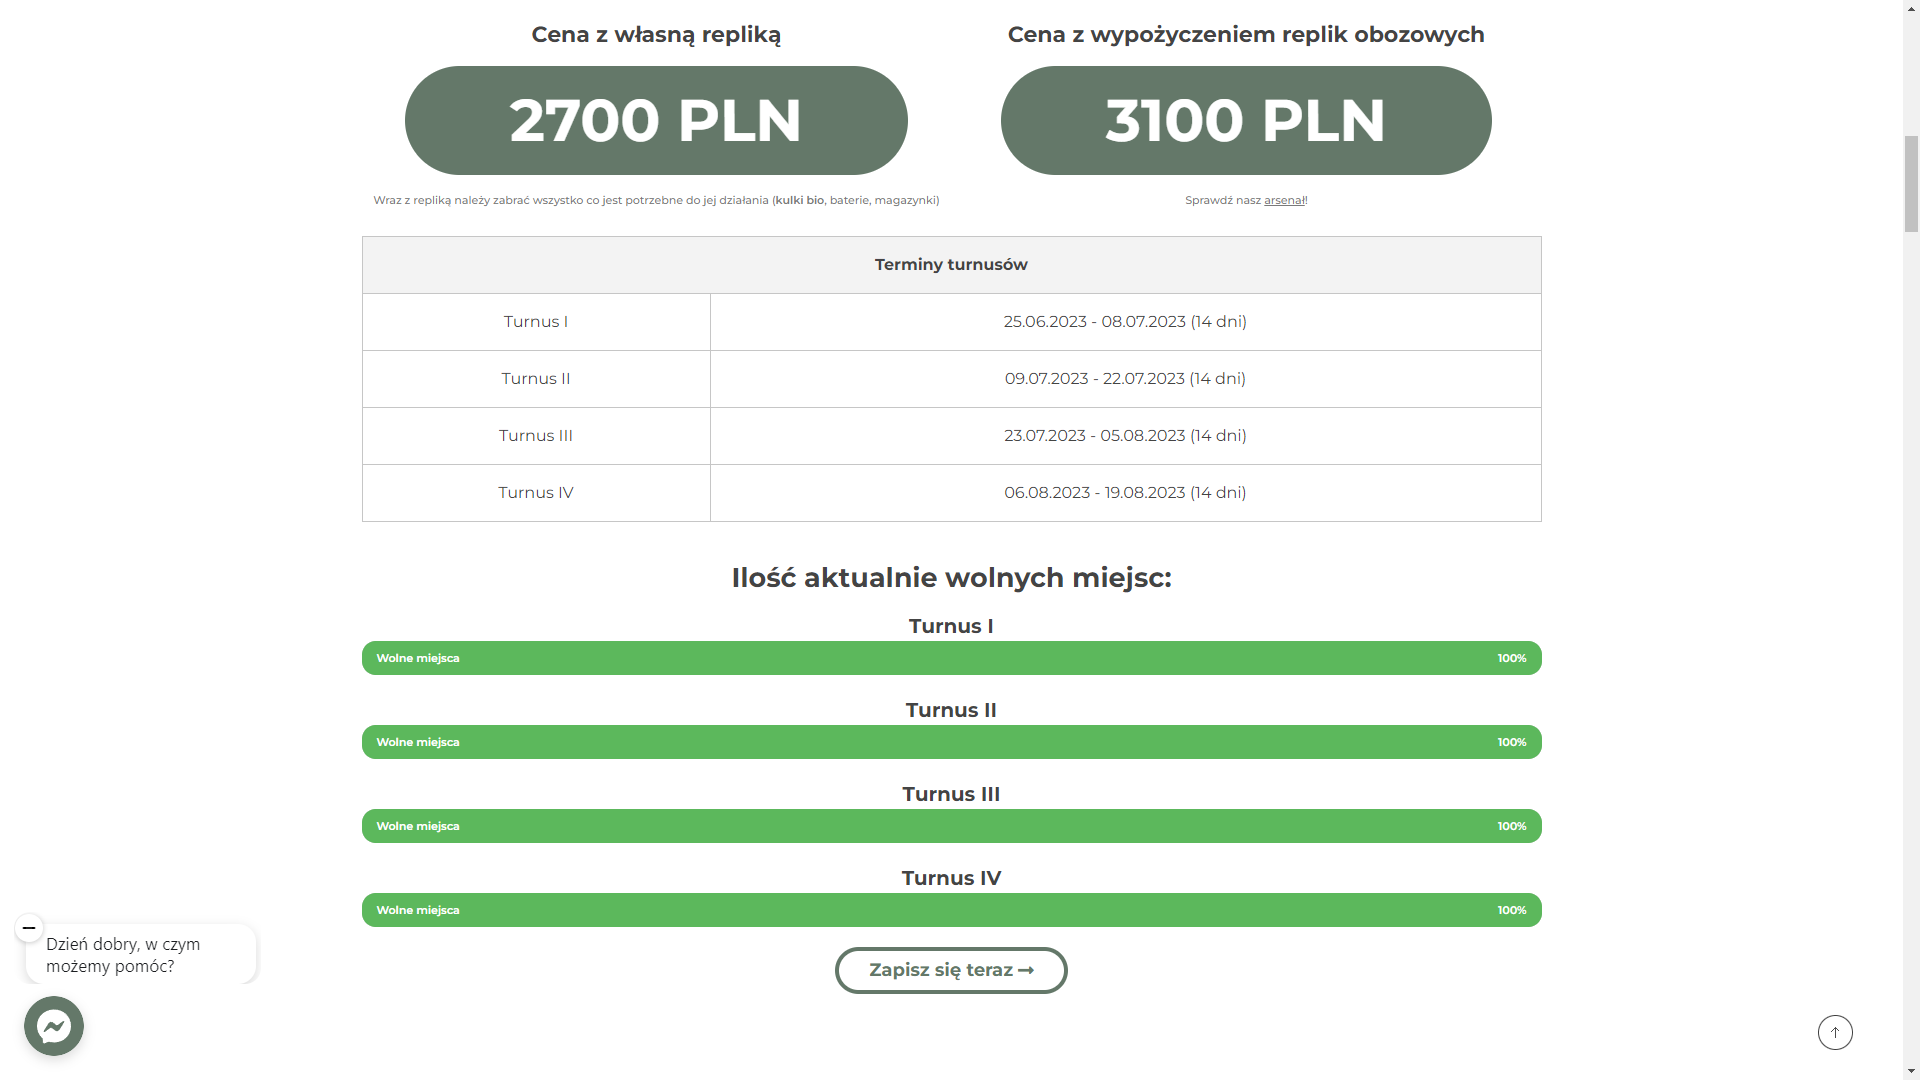 Cena z własną repliką
Cena z wypożyczeniem replik obozowych
2700 PLN
3100 PLN
Wraz z repliką należy zabrać wszystko co jest potrzebne do jej działania (kulki bio, baterie, magazynki)
Sprawdź nasz arsenał!
Terminy turnusów
Turnus I
25.06.2023 - 08.07.2023 (14 dni)
Turnus II
09.07.2023 - 22.07.2023 (14 dni)
Turnus III
23.07.2023 - 05.08.2023 (14 dni)
Turnus IV
06.08.2023 - 19.08.2023 (14 dni)
Ilość aktualnie wolnych miejsc:
Turnus I
Wolne miejsca 100%
Turnus II
Wolne miejsca 100%
Turnus III
Wolne miejsca 100%
Turnus IV
Wolne miejsca 100%
Zapisz się teraz →
Dzień dobry, w czym
możemy pomóc?